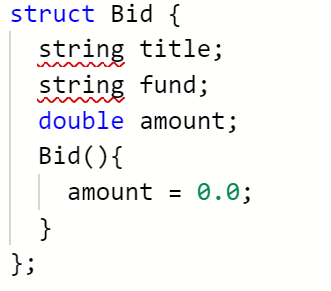 struct Bid {
string title;
string fund;
double amount;
Bid(){
amount = 0.0;
}
};